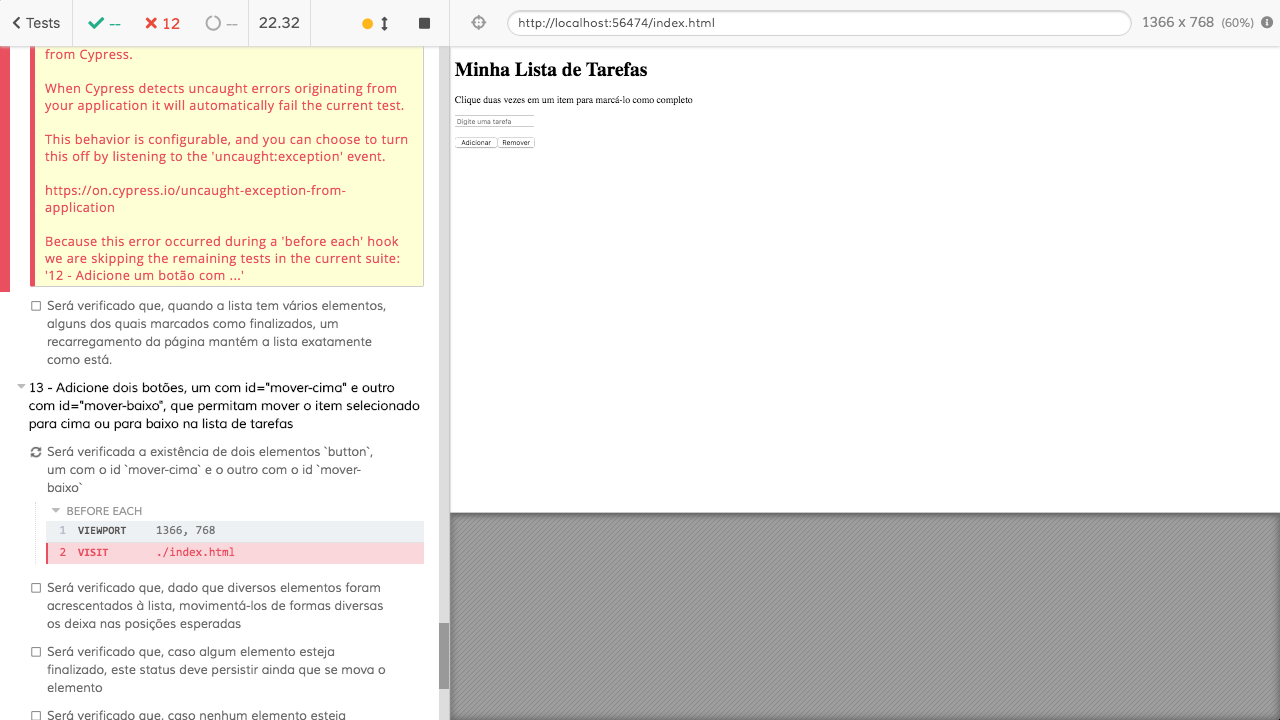 Tests
--
12
--
22.32
http://localhost:56474/index.html
1366 x 768 (60%)
from Cypress.
When Cypress detects uncaught errors originating from
your application it will automatically fail the current test.
This behavior is configurable, and you can choose to turn
this off by listening to the 'uncaught:exception' event.
https://on.cypress.io/uncaught-exception-from-
application
Because this error occurred during a 'before each' hook
we are skipping the remaining tests in the current suite:
'12 - Adicione um botão com ...'
Será verificado que, quando a lista tem vários elementos,
alguns dos quais marcados como finalizados, um
recarregamento da página mantém a lista exatamente
como está.
13 - Adicione dois botões, um com id="mover-cima" e outro
com id="mover-baixo", que permitam mover o item selecionado
para cima ou para baixo na lista de tarefas
Será verificada a existência de dois elementos `button`,
um com o id `mover-cima` e o outro com o id `mover-
baixo`
BEFORE EACH
1 VIEWPORT 1366, 768
2 VISIT ./index.html
Será verificado que, dado que diversos elementos foram
acrescentados à lista, movimentá-los de formas diversas
os deixa nas posições esperadas
Será verificado que, caso algum elemento esteja
finalizado, este status deve persistir ainda que se mova o
elemento
Será verificado que, caso nenhum elemento esteja
Minha Lista de Tarefas
Clique duas vezes em um item para marcá-lo como completo
Digite uma tarefa
Adicionar Remover